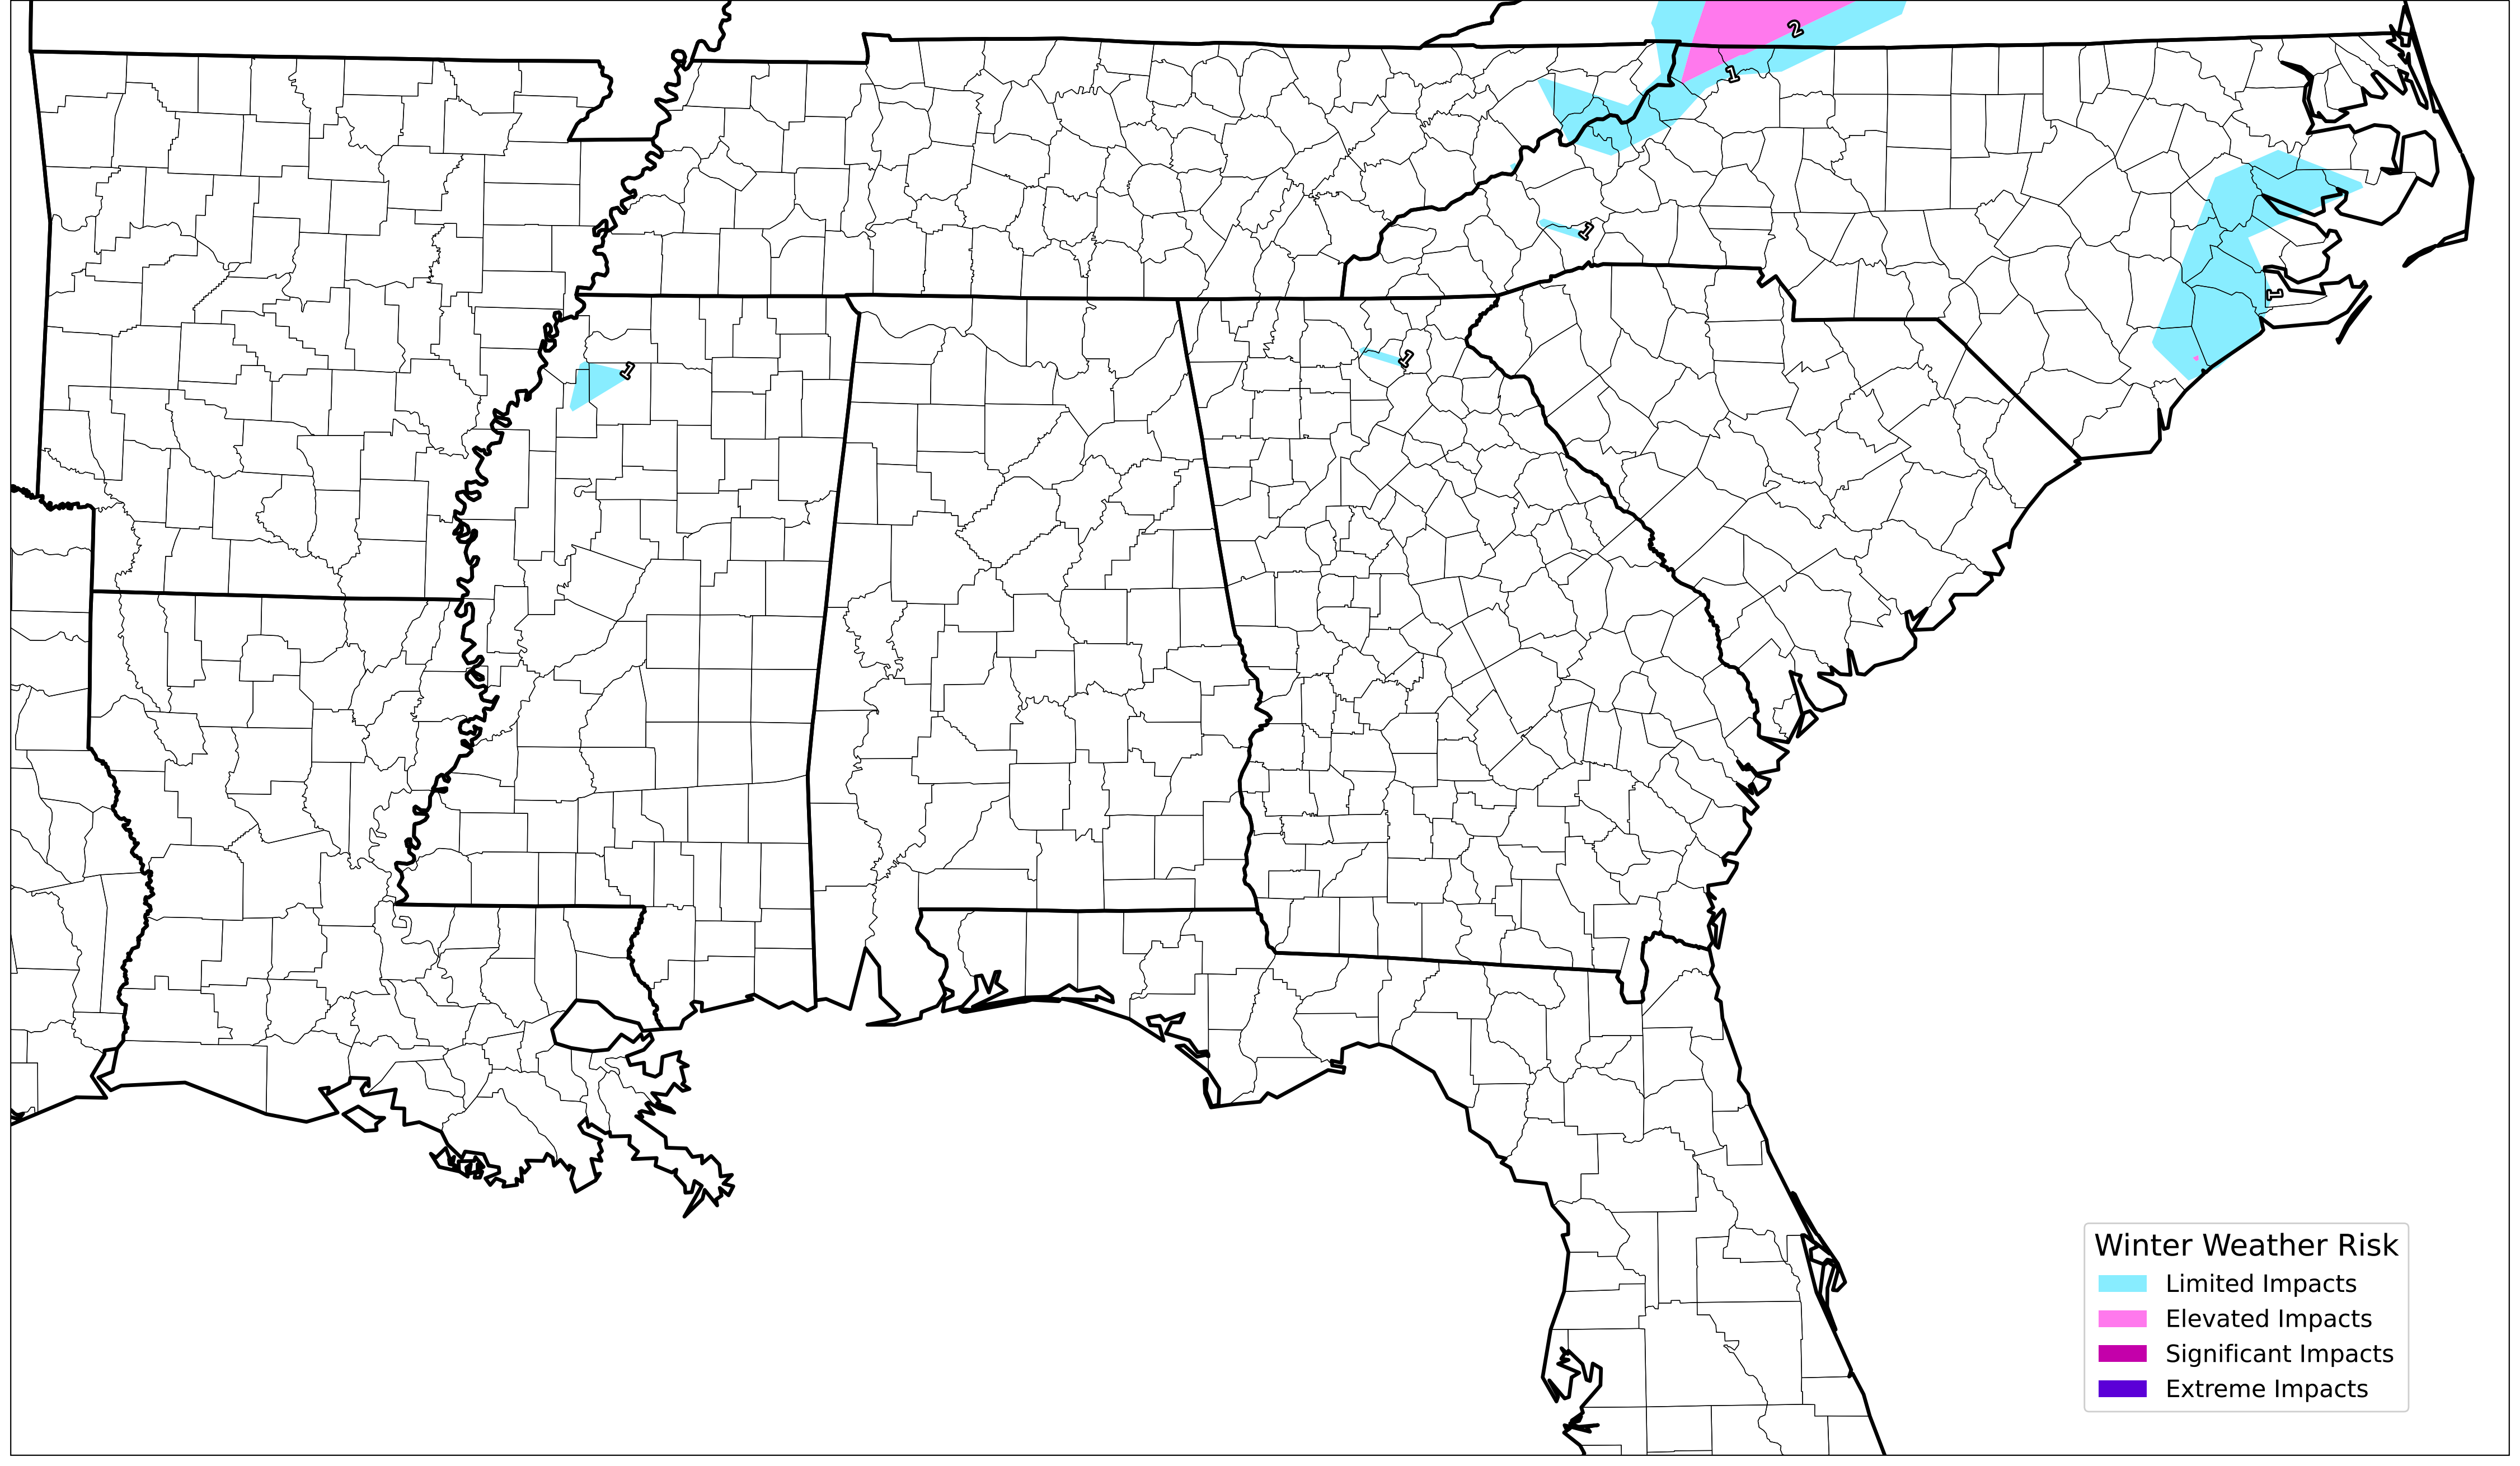 2
1
1
1
1
1
Winter Weather Risk
Limited Impacts
Elevated Impacts
Significant Impacts
Extreme Impacts